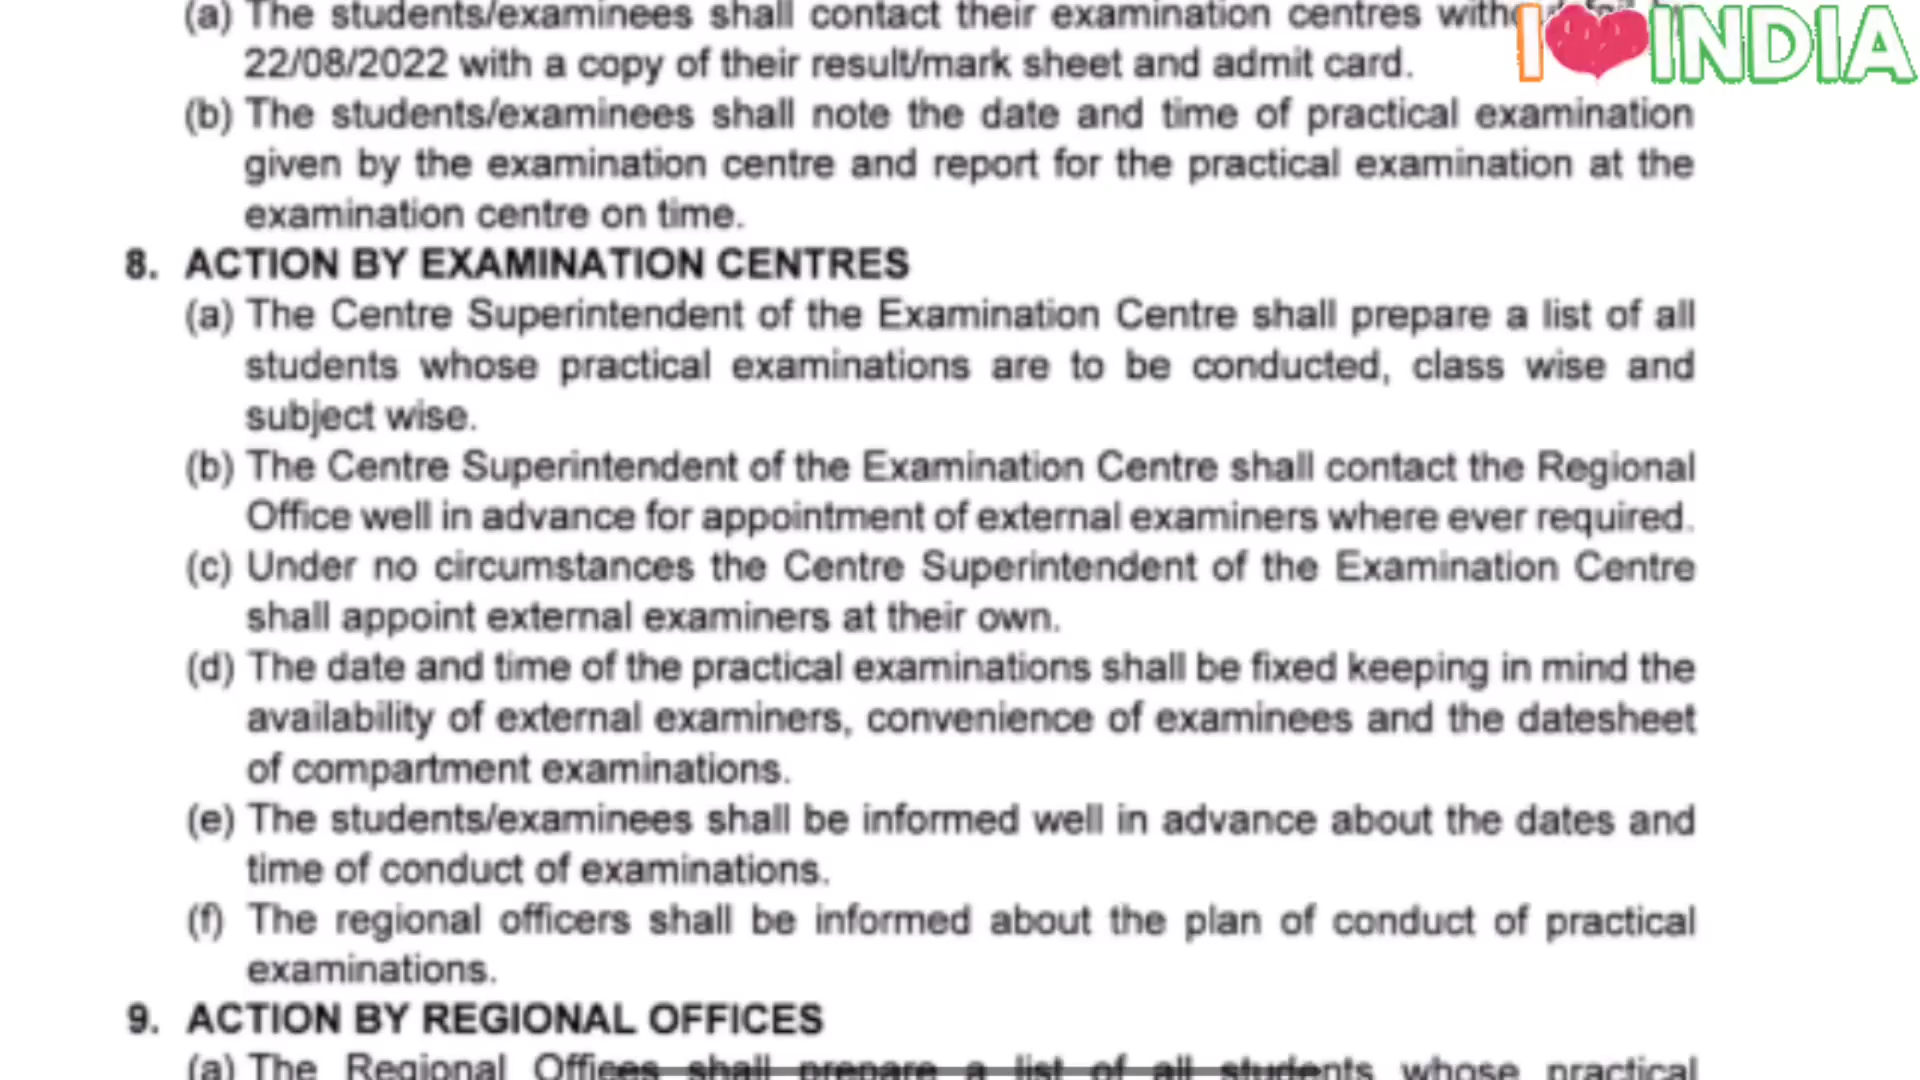 (a) The students/examinees shall contact their examination centres
I INDIA
22/08/2022 with a copy of their result/mark sheet and admit card.
(b) The students/examinees shall note the date and time of practical examination
given by the examination centre and report for the practical examination at the
examination centre on time.
8. ACTION BY EXAMINATION CENTRES
(a) The Centre Superintendent of the Examination Centre shall prepare a list of all
students whose practical examinations are to be conducted, class wise and
subject wise.
(b) The Centre Superintendent of the Examination Centre shall contact the Regional
Office well in advance for appointment of external examiners where ever required.
(c) Under no circumstances the Centre Superintendent of the Examination Centre
shall appoint external examiners at their own.
(d) The date and time of the practical examinations shall be fixed keeping in mind the
availability of external examiners, convenience of examinees and the datesheet
of compartment examinations.
(e) The students/examinees shall be informed well in advance about the dates and
time of conduct of examinations.
(f) The regional officers shall be informed about the plan of conduct of practical
examinations.
9. ACTION BY REGIONAL OFFICES
(a) The Regional Offices shall prepare a list of all students whose practical